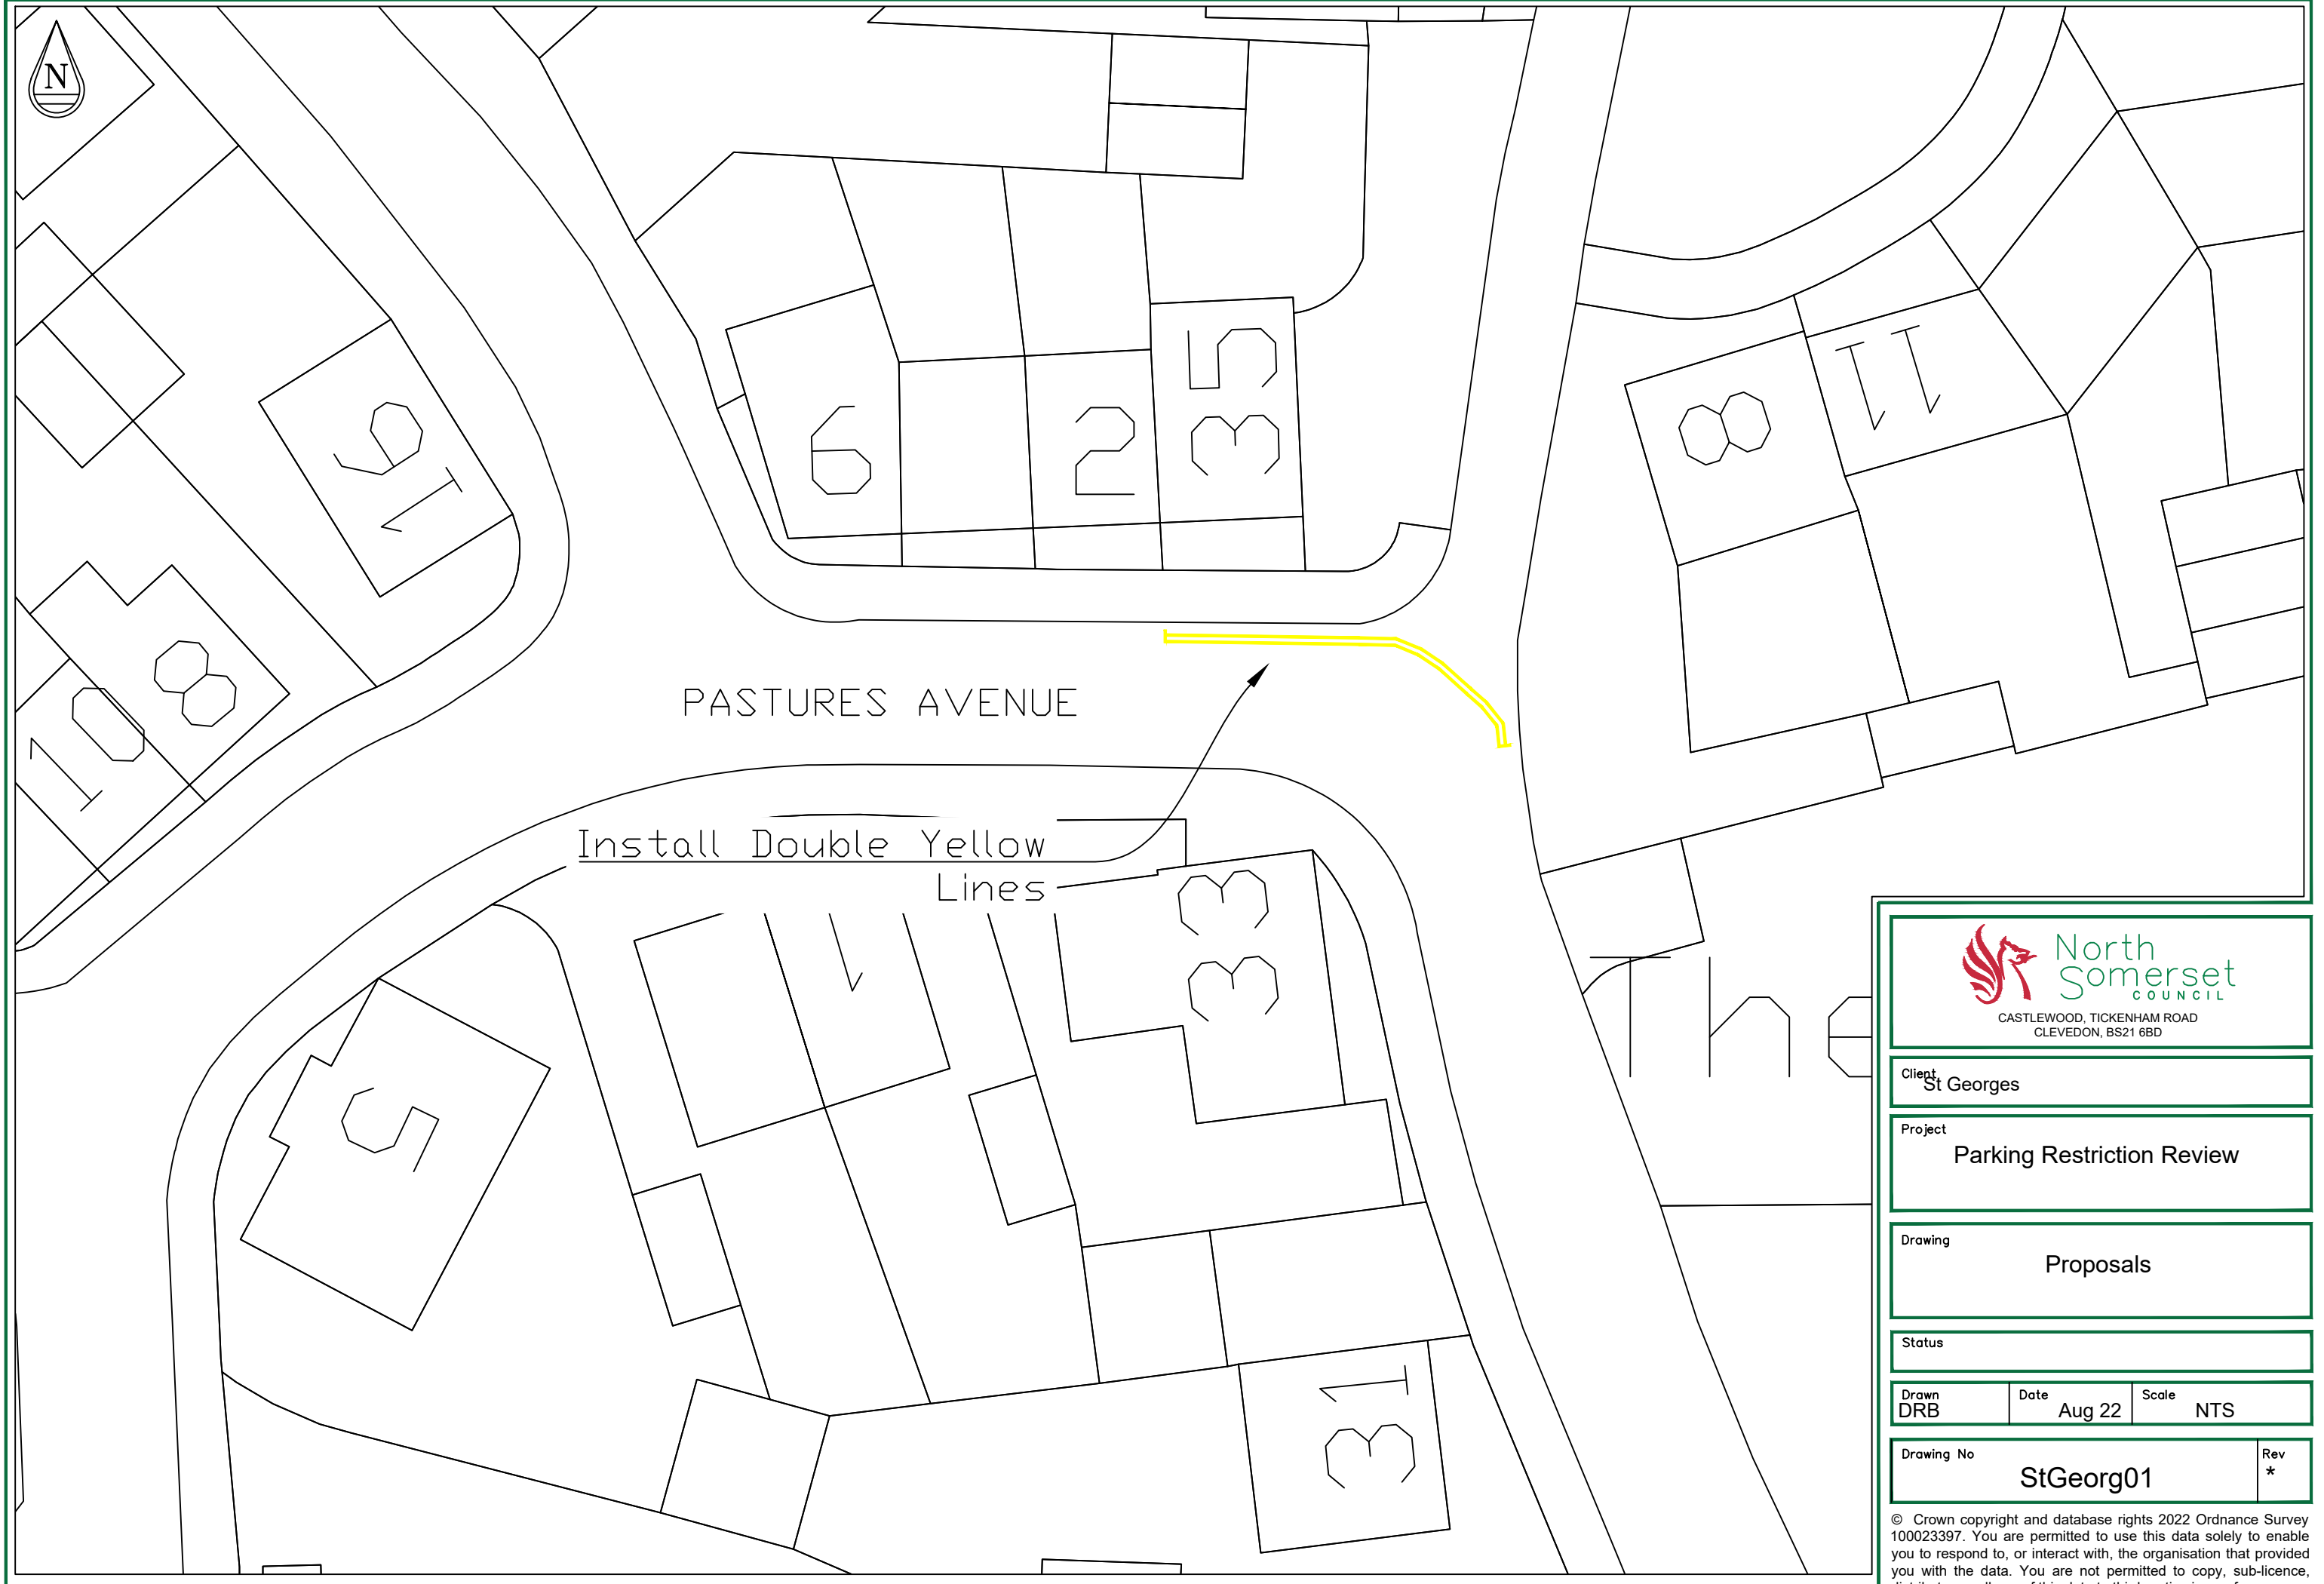 N
16
6
2
35
8
11
8
10
PASTURES AVENUE
Install Double Yellow
Lines
1
33
5
31
The
North
Somerset
COUNCIL
CASTLEWOOD, TICKENHAM ROAD
CLEVEDON, BS21 6BD
Client
St Georges
Project
Parking Restriction Review
Drawing
Proposals
Status
Drawn
DRB
Date
Aug 22
Scale
NTS
Drawing No
StGeorg01
Rev
*
© Crown copyright and database rights 2022 Ordnance Survey
100023397. You are permitted to use this data solely to enable
you to respond to, or interact with, the organisation that provided
you with the data. You are not permitted to copy, sub-licence,